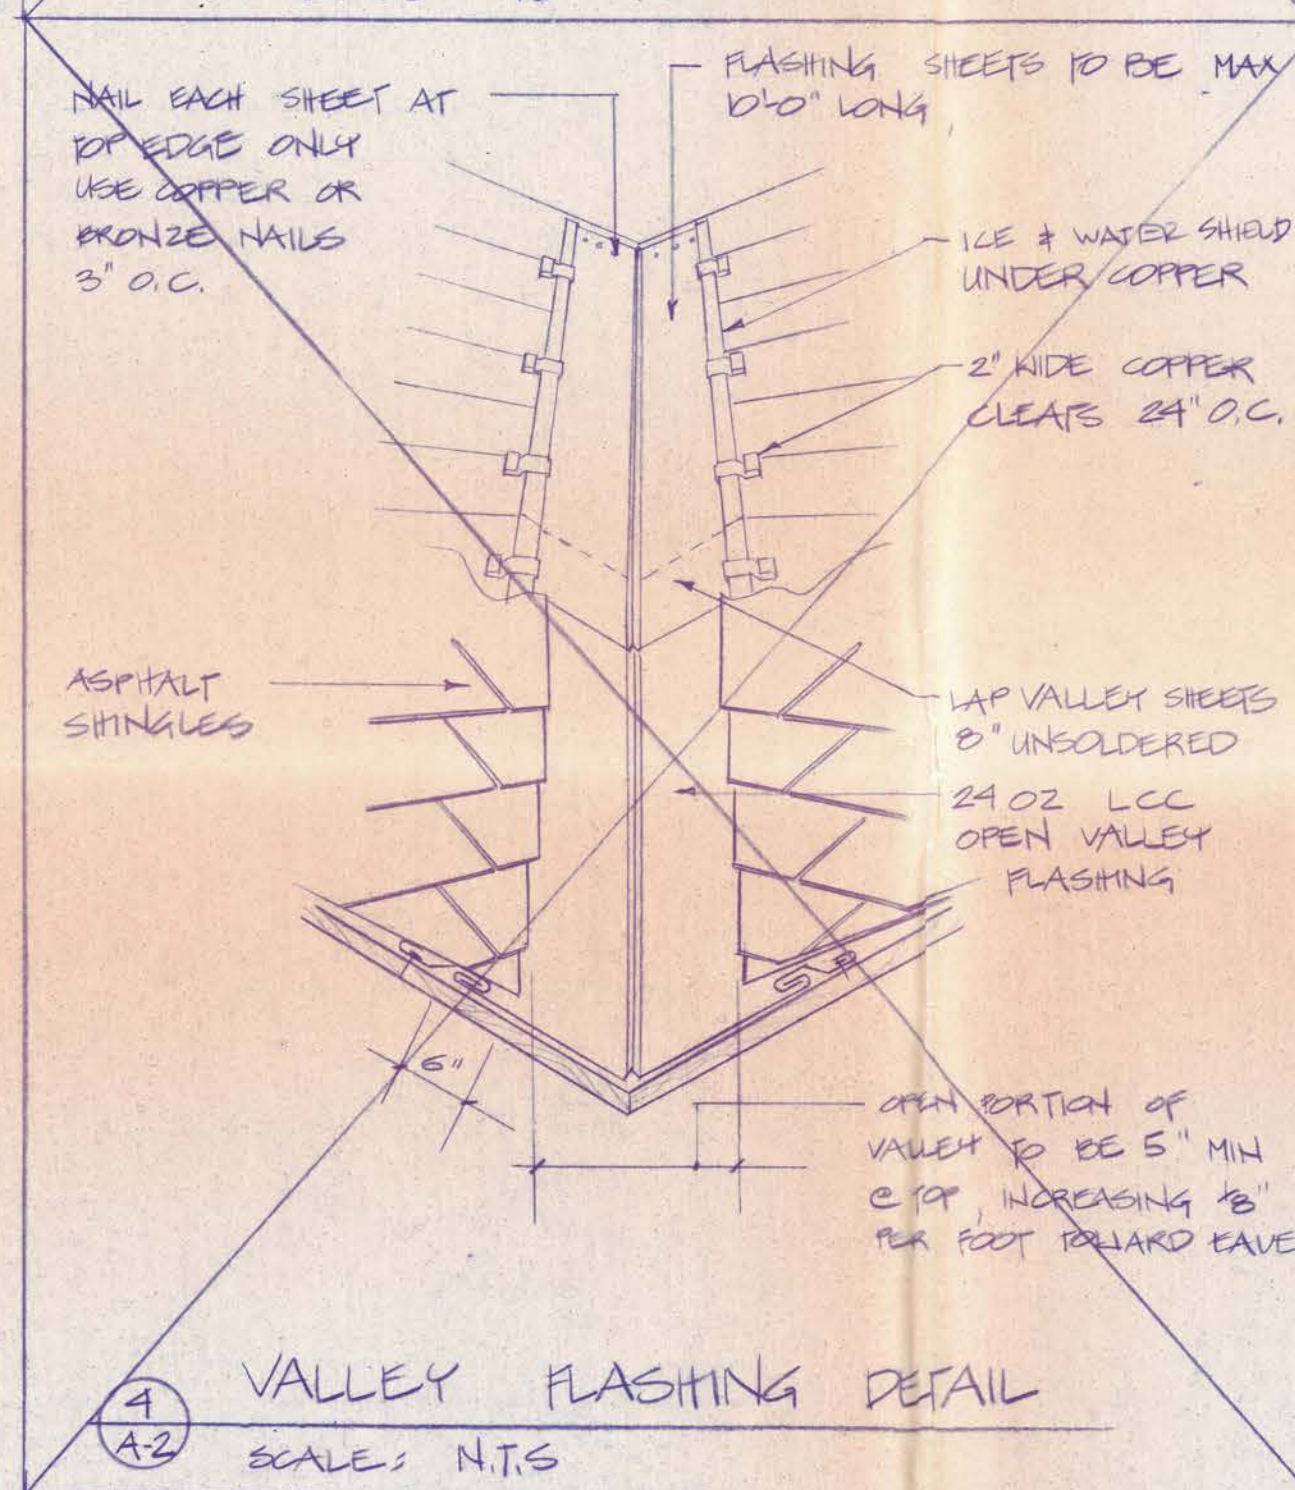 NAIL EACH SHEET AT
TOP EDGE ONLY
USE COPPER OR
BRONZE NAILS
3" O.C.
FLASHING SHEETS TO BE MAX
10'-0" LONG
ICE & WATER SHIELD
UNDER COPPER
2" WIDE COPPER
CLEATS 24" O.C.
ASPHALT
SHINGLES
LAP VALLEY SHEETS
8" UNSOLDERED
24 OZ LCC
OPEN VALLEY
FLASHING
6"
OPEN PORTION OF
VALLEY TO BE 5" MIN
@ TOP, INCREASING 1/8"
PER FOOT TOWARD EAVE
4
A-2
VALLEY FLASHING DETAIL
SCALE: N.T.S